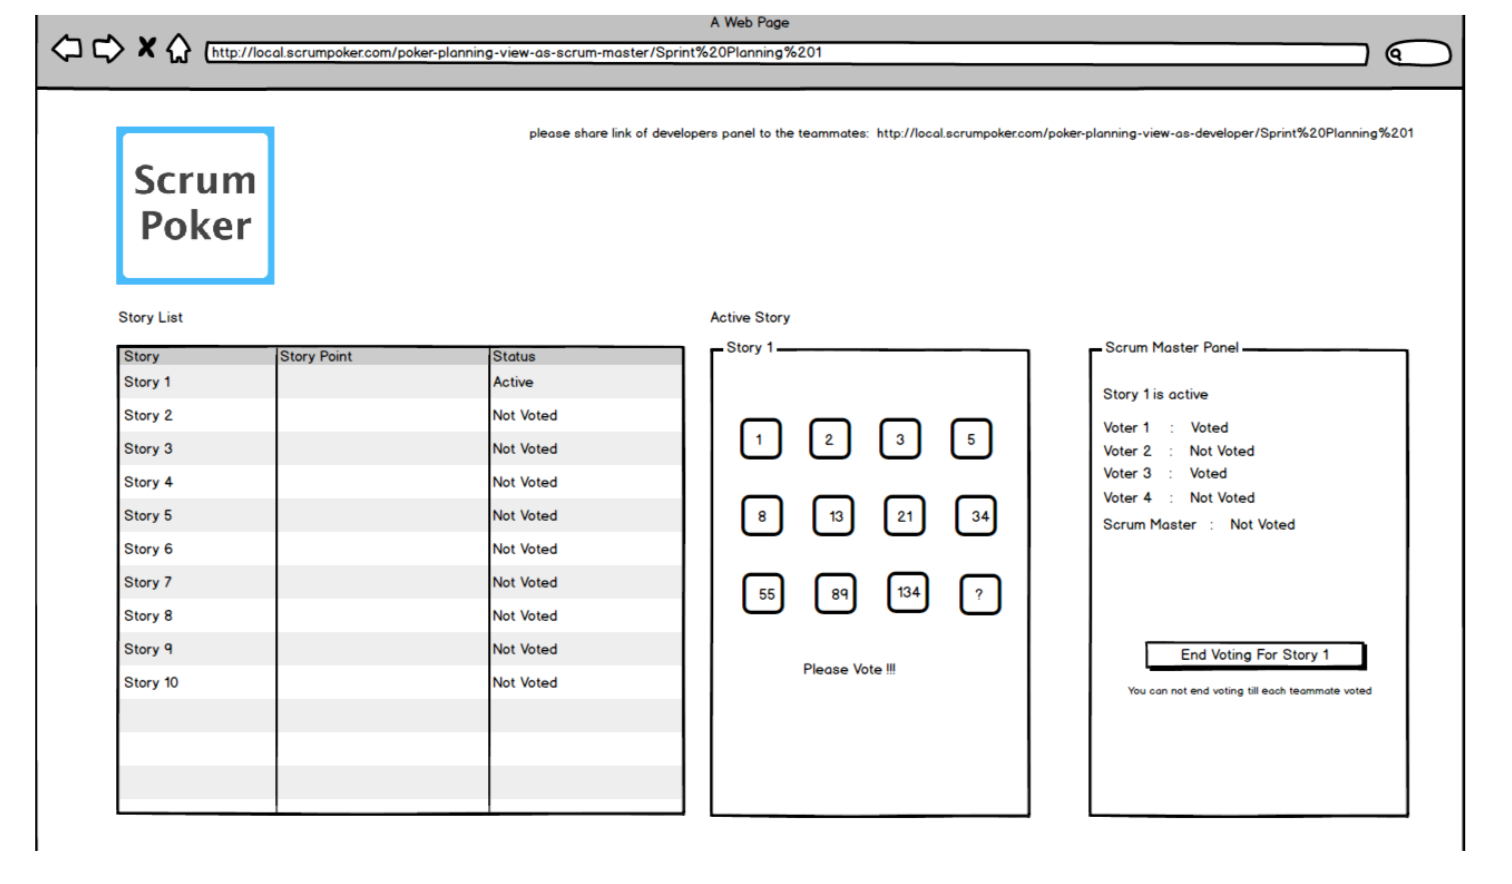 A Web Page
http://local.scrumpoker.com/poker-planning-view-as-scrum-master/Sprint%20Planning%201
please share link of developers panel to the teammates: http://local.scrumpoker.com/poker-planning-view-as-developer/Sprint%20Planning%201
Scrum
Poker
Story List
Story Story Point Status
Story 1 Active
Story 2 Not Voted
Story 3 Not Voted
Story 4 Not Voted
Story 5 Not Voted
Story 6 Not Voted
Story 7 Not Voted
Story 8 Not Voted
Story 9 Not Voted
Story 10 Not Voted
Active Story
Story 1
1 2 3 5
8 13 21 34
55 89 134 ?
Please Vote !!!
Scrum Master Panel
Story 1 is active
Voter 1 : Voted
Voter 2 : Not Voted
Voter 3 : Voted
Voter 4 : Not Voted
Scrum Master : Not Voted
End Voting For Story 1
You can not end voting till each teammate voted